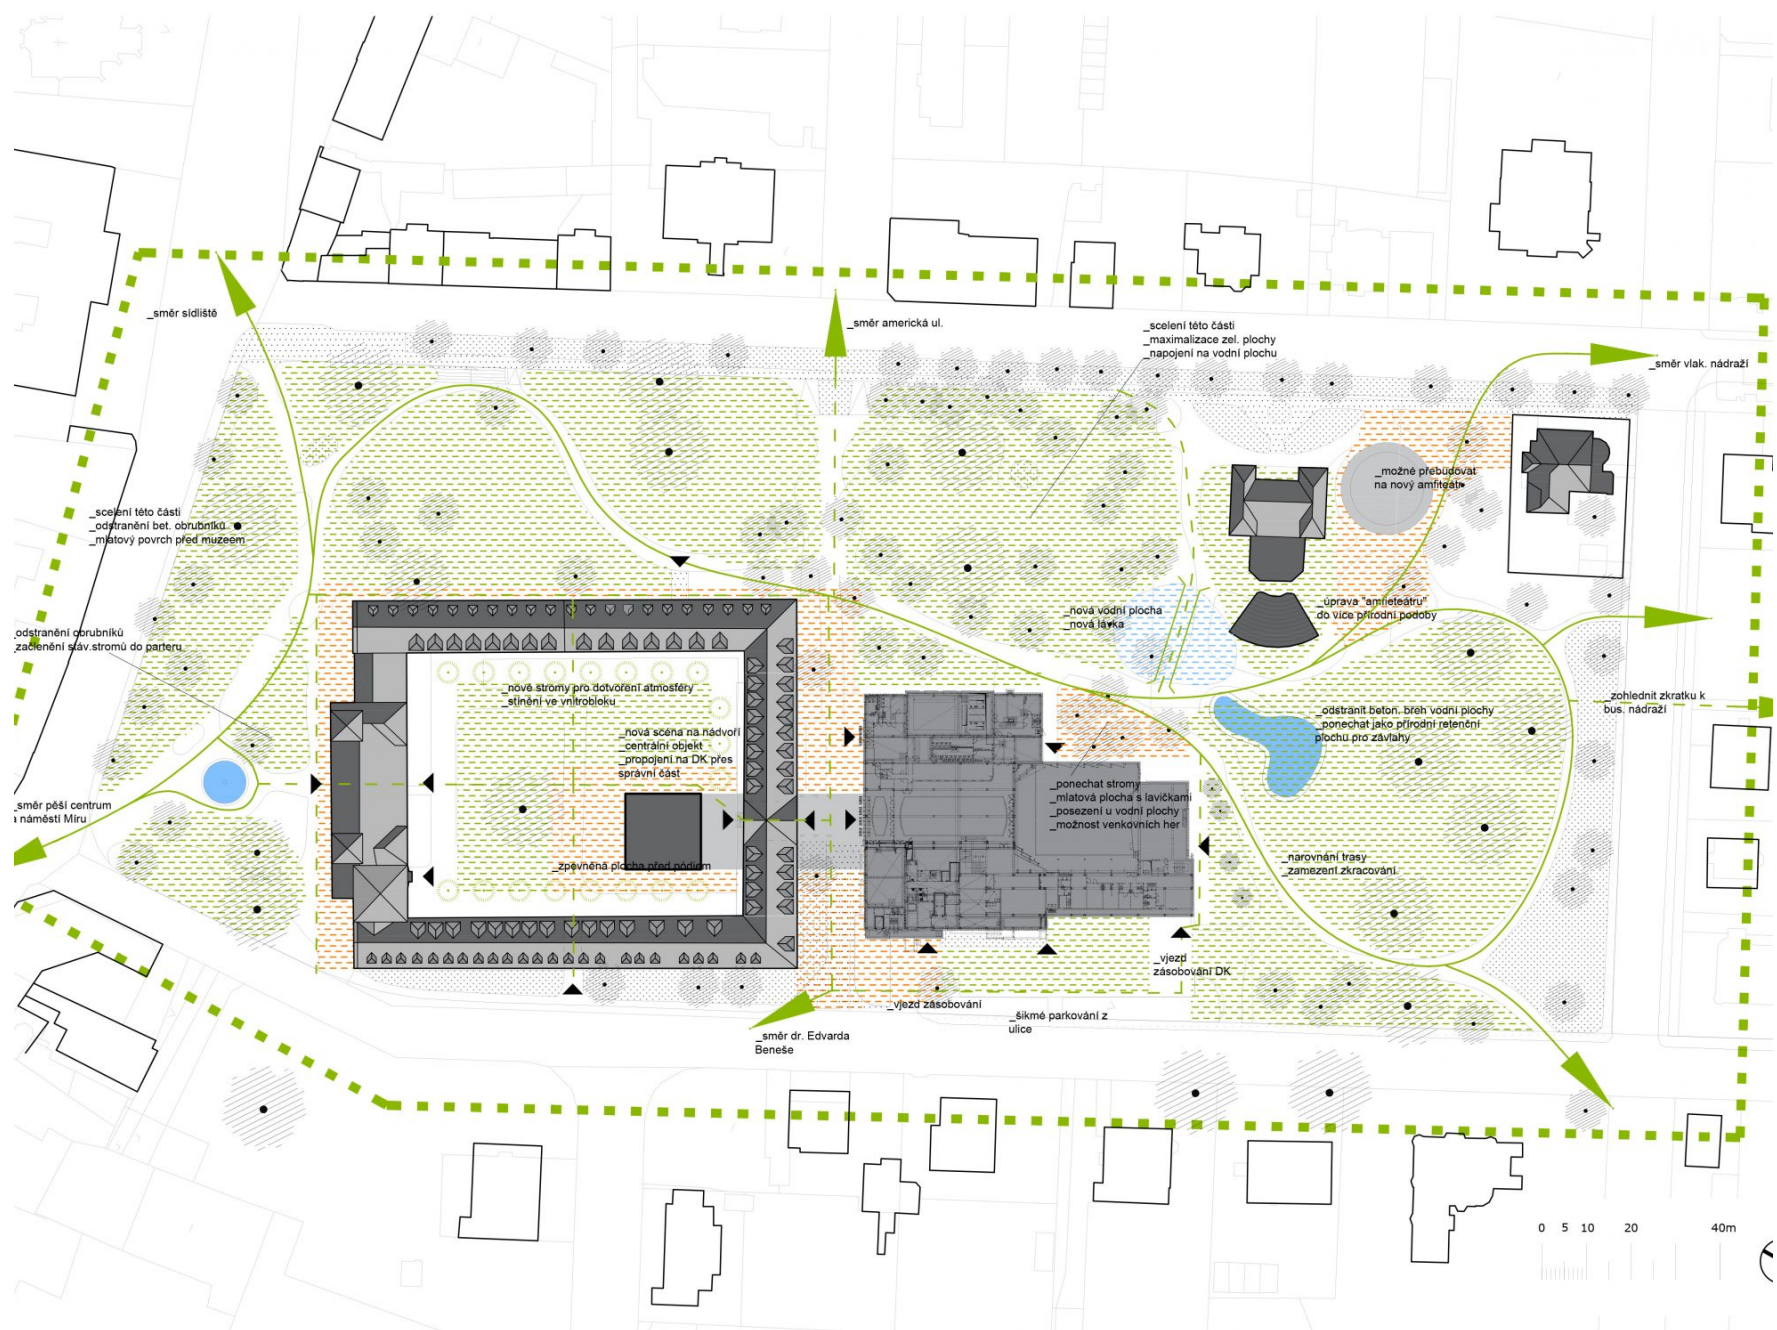 _směr sídliště
_směr americká ul.
_scelení této části
_maximalizace zel. plochy
_napojení na vodní plochu
_směr vlak. nádraží
_možné přebudovat
na nový amfiteátr
_scelení této části
_odstranění bet. obrubníků
_mlatový povrch před muzeem
_nová vodní plocha
_nová lávka
_úprava "amfieteátru"
do více přírodní podoby
_odstranění obrubníků
_začlenění stáv.stromů do parteru
_nové stromy pro dotvoření atmosféry
_stínění ve vnitrobloku
_zohlednit zkratku k
bus. nádraží
_odstranit beton. břeh vodní plochy
_ponechat jako přírodní retenční
plochu pro závlahy
_nová scéna na nádvoří
_centrální objekt
_propojení na DK přes
správní část
_ponechat stromy
_mlatová plocha s lavičkami
_posezení u vodní plochy
_možnost venkovních her
_směr pěší centrum
a náměstí Míru
_zpevněná plocha před pódiem
_narovnání trasy
_zamezení zkracování
_vjezd
zásobování DK
_vjezd zásobování
_šikmé parkování z
ulice
_směr dr. Edvarda
Beneše
0 5 10 20 40m